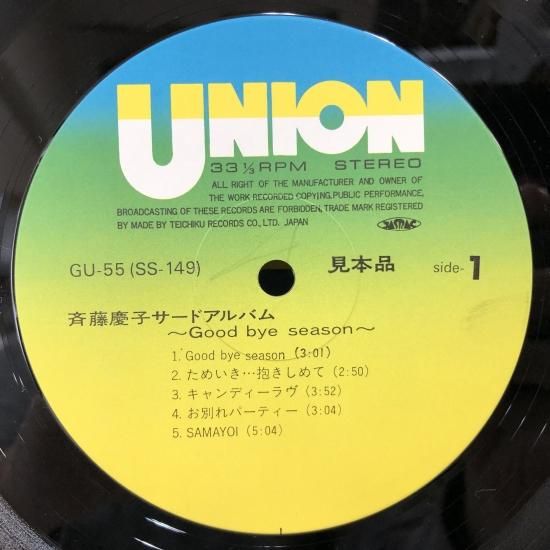 UNION
33 1/3 RPM STEREO
ALL RIGHT OF THE MANUFACTURER AND OWNER OF
THE WORK RECORDED COPYING. PUBLIC PERFORMANCE,
BROADCASTING OF THESE RECORDS ARE FORBIDDEN, TRADE MARK REGISTERED
BY MADE BY TEICHIKU RECORDS CO., LTD. JAPAN
JASRAC
GU-55 (SS-149) 見本品 side-1
斉藤慶子サードアルバム
〜Good bye season〜
1. Good bye season (3:01)
2. ためいき…抱きしめて (2:50)
3. キャンディーラヴ (3:52)
4. お別れパーティー (3:04)
5. SAMAYOI (5:04)